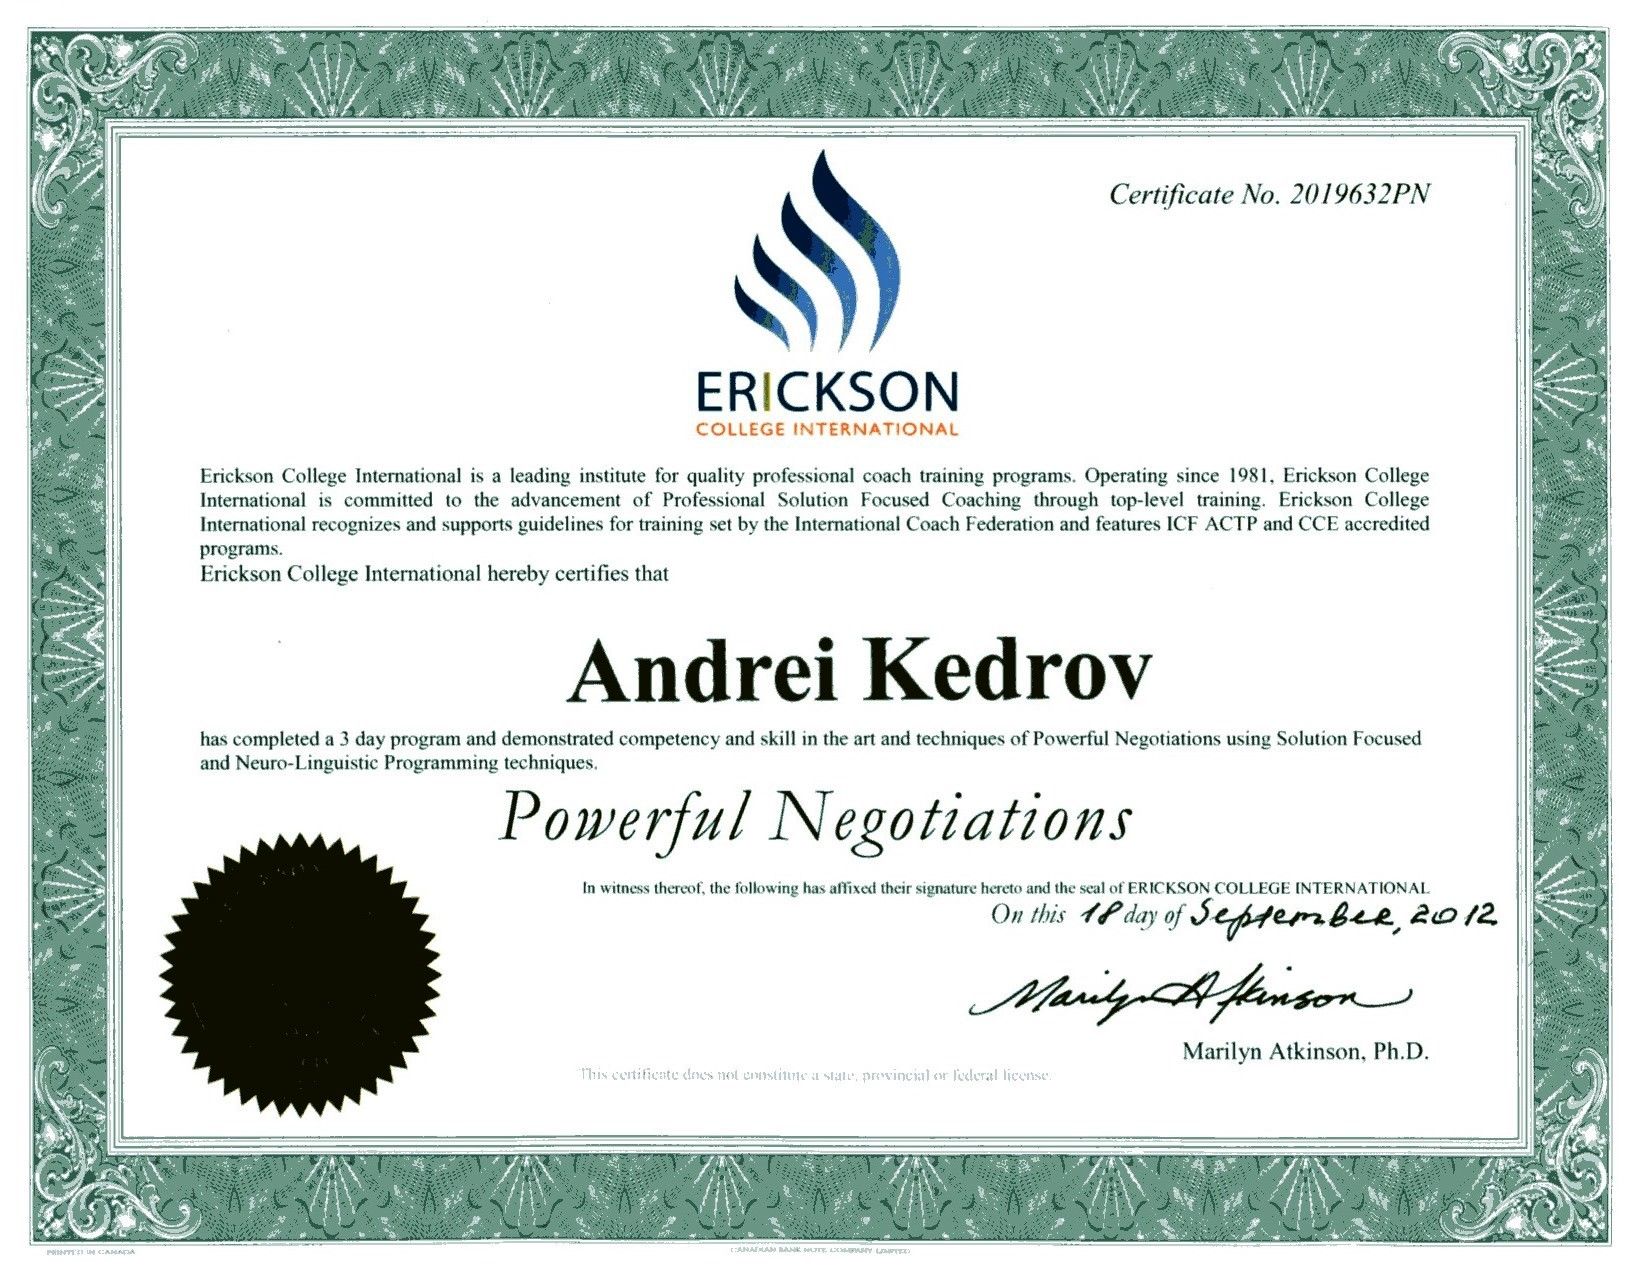 Certificate No. 2019632PN
ERICKSON
COLLEGE INTERNATIONAL
Erickson College International is a leading institute for quality professional coach training programs. Operating since 1981, Erickson College
International is committed to the advancement of Professional Solution Focused Coaching through top-level training. Erickson College
International recognizes and supports guidelines for training set by the International Coach Federation and features ICF ACTP and CCE accredited
programs.
Erickson College International hereby certifies that
Andrei Kedrov
has completed a 3 day program and demonstrated competency and skill in the art and techniques of Powerful Negotiations using Solution Focused
and Neuro-Linguistic Programming techniques.
Powerful Negotiations
In witness thereof, the following has affixed their signature hereto and the seal of ERICKSON COLLEGE INTERNATIONAL
On this 18 day of September, 2012
Marilyn Atkinson
Marilyn Atkinson, Ph.D.
This certificate does not constitute a state, provincial or federal license.
PRINTED IN CANADA
CANADIAN BANK NOTE COMPANY LIMITED